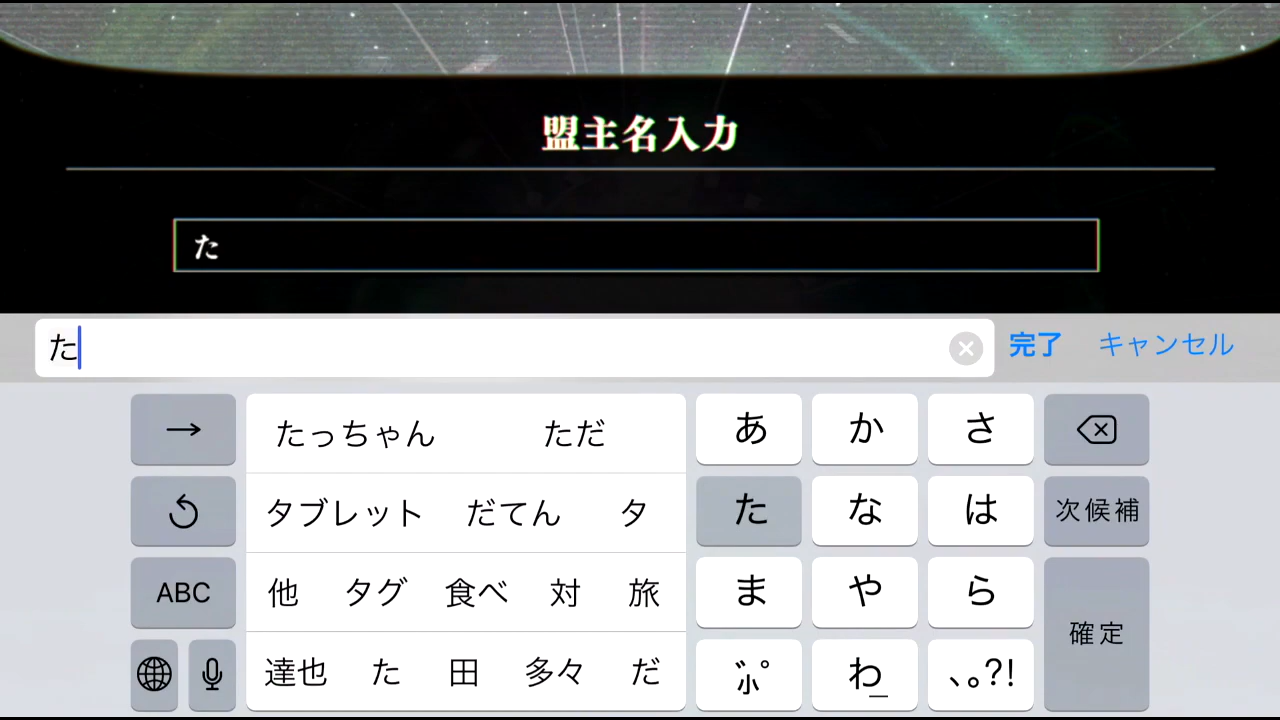 盟主名入力
た
た 完了 キャンセル
→ たっちゃん ただ あ か さ
タブレット だてん タ た な は 次候補
ABC 他 タグ 食べ 対 旅 ま や ら 確定
達也 た 田 多々 だ ゛゜小 わ_ 、。?!